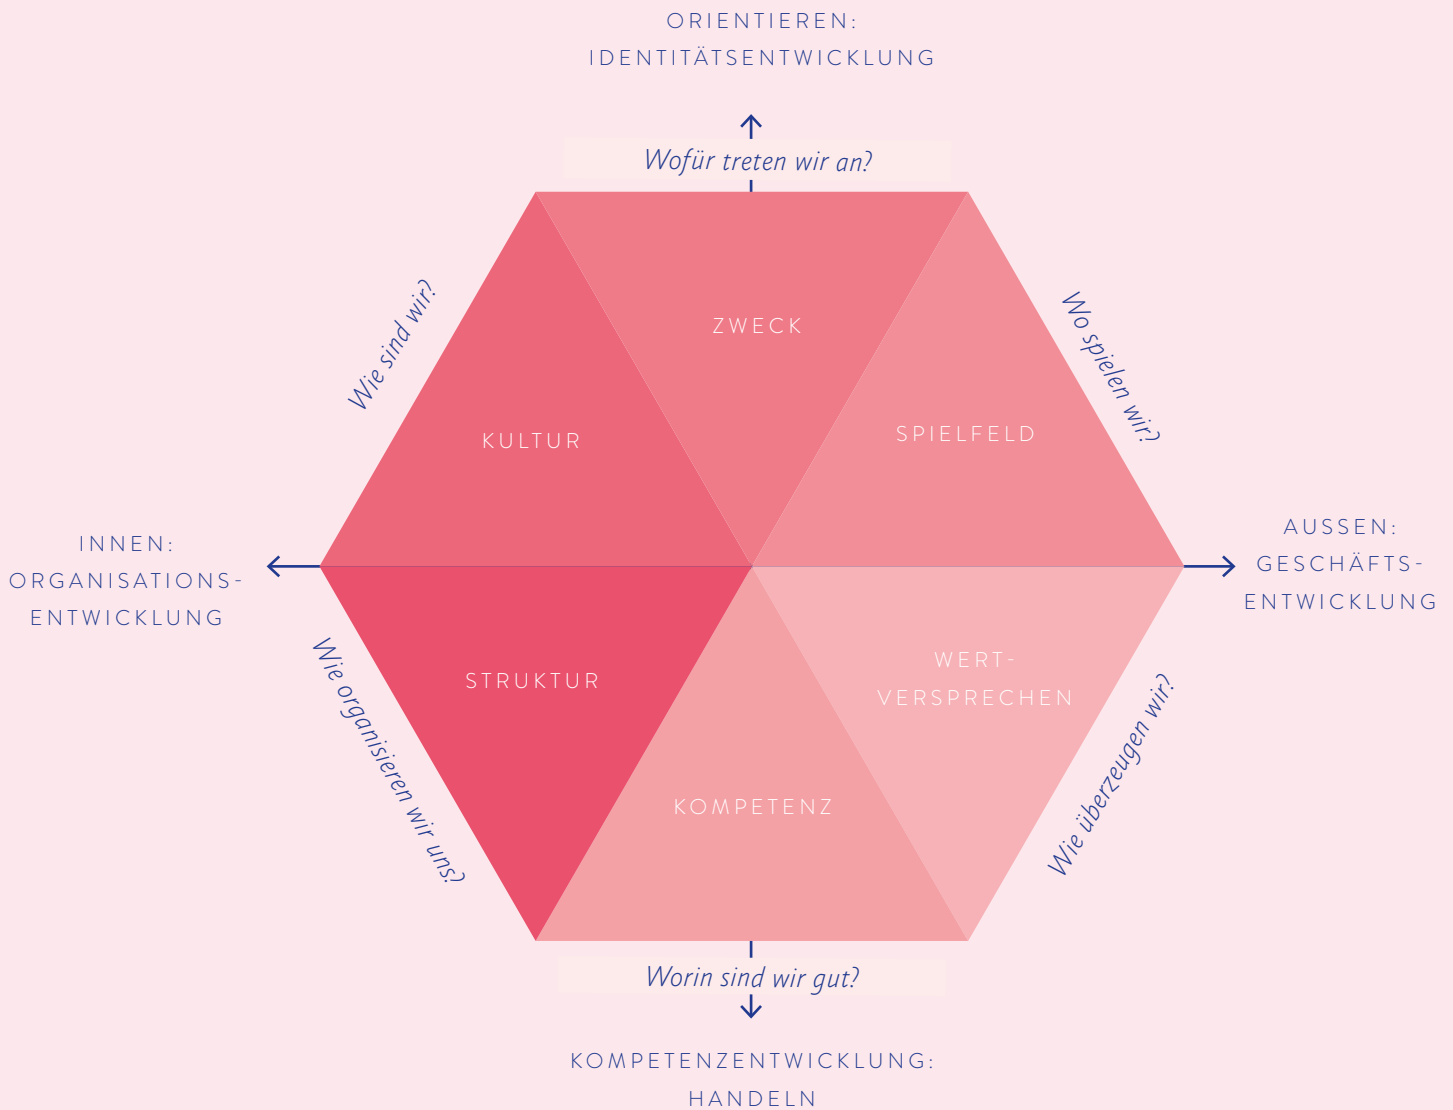 ORIENTIEREN:
IDENTITÄTSENTWICKLUNG
Wofür treten wir an?
Wie sind wir?
Wo spielen wir?
ZWECK
KULTUR
SPIELFELD
INNEN:
ORGANISATIONS-
ENTWICKLUNG
AUSSEN:
GESCHÄFTS-
ENTWICKLUNG
STRUKTUR
WERT-
VERSPRECHEN
Wie organisieren wir uns?
Wie überzeugen wir?
KOMPETENZ
Worin sind wir gut?
KOMPETENZENTWICKLUNG:
HANDELN